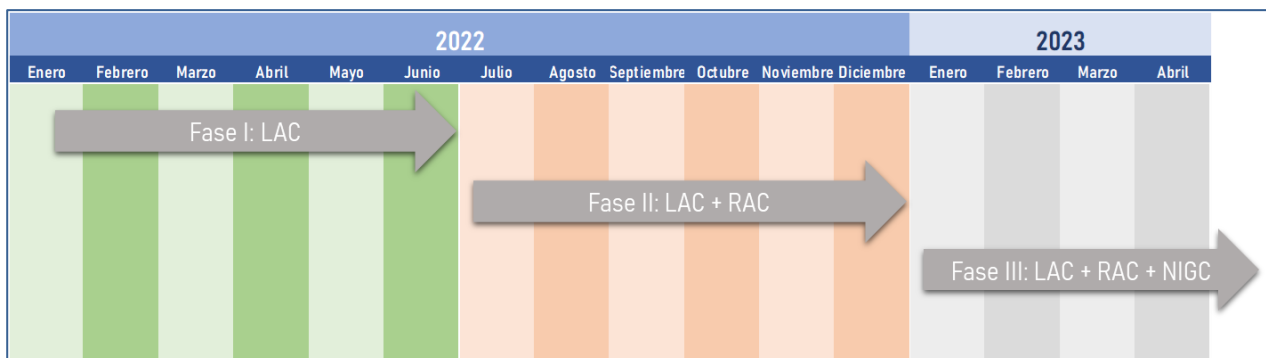 2022 2023
Enero Febrero Marzo Abril Mayo Junio Julio Agosto Septiembre Octubre Noviembre Diciembre Enero Febrero Marzo Abril
Fase I: LAC
Fase II: LAC + RAC
Fase III: LAC + RAC + NIGC